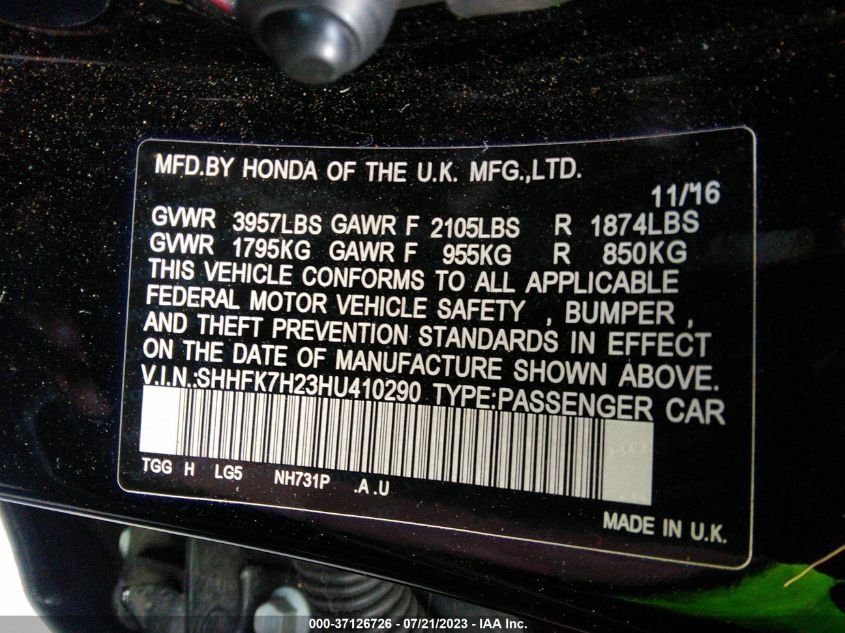 MFD.BY HONDA OF THE U.K. MFG.,LTD.
11/16
GVWR 3957LBS GAWR F 2105LBS R 1874LBS
GVWR 1795KG GAWR F 955KG R 850KG
THIS VEHICLE CONFORMS TO ALL APPLICABLE
FEDERAL MOTOR VEHICLE SAFETY , BUMPER ,
AND THEFT PREVENTION STANDARDS IN EFFECT
ON THE DATE OF MANUFACTURE SHOWN ABOVE.
V.I.N.:SHHFK7H23HU410290 TYPE:PASSENGER CAR
TGG H LG5 NH731P .A .U
MADE IN U.K.
000-37126726 - 07/21/2023 - IAA Inc.